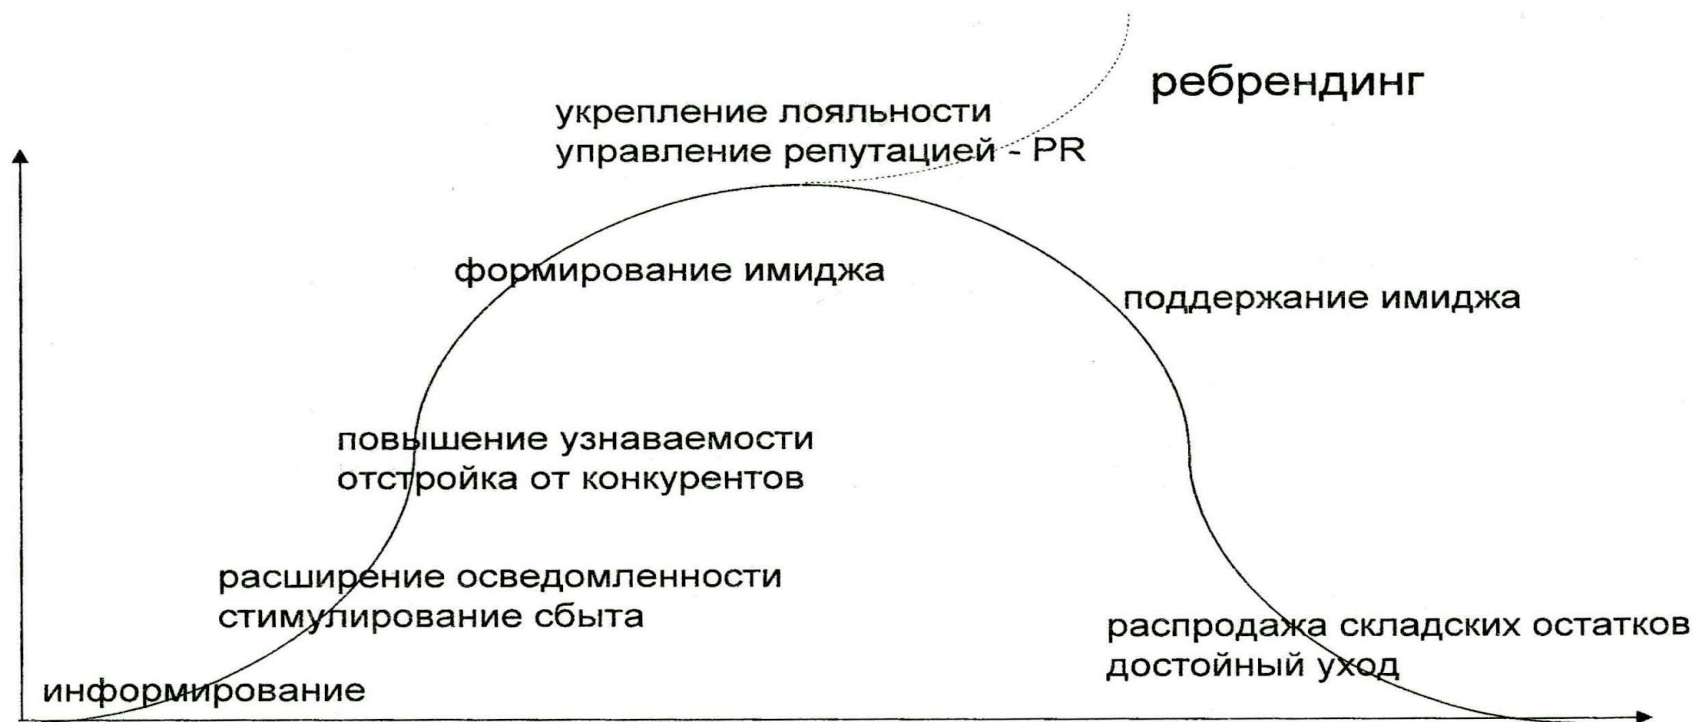 ребрендинг
укрепление лояльности
управление репутацией - PR
формирование имиджа
поддержание имиджа
повышение узнаваемости
отстройка от конкурентов
расширение осведомленности
стимулирование сбыта
распродажа складских остатков
достойный уход
информирование